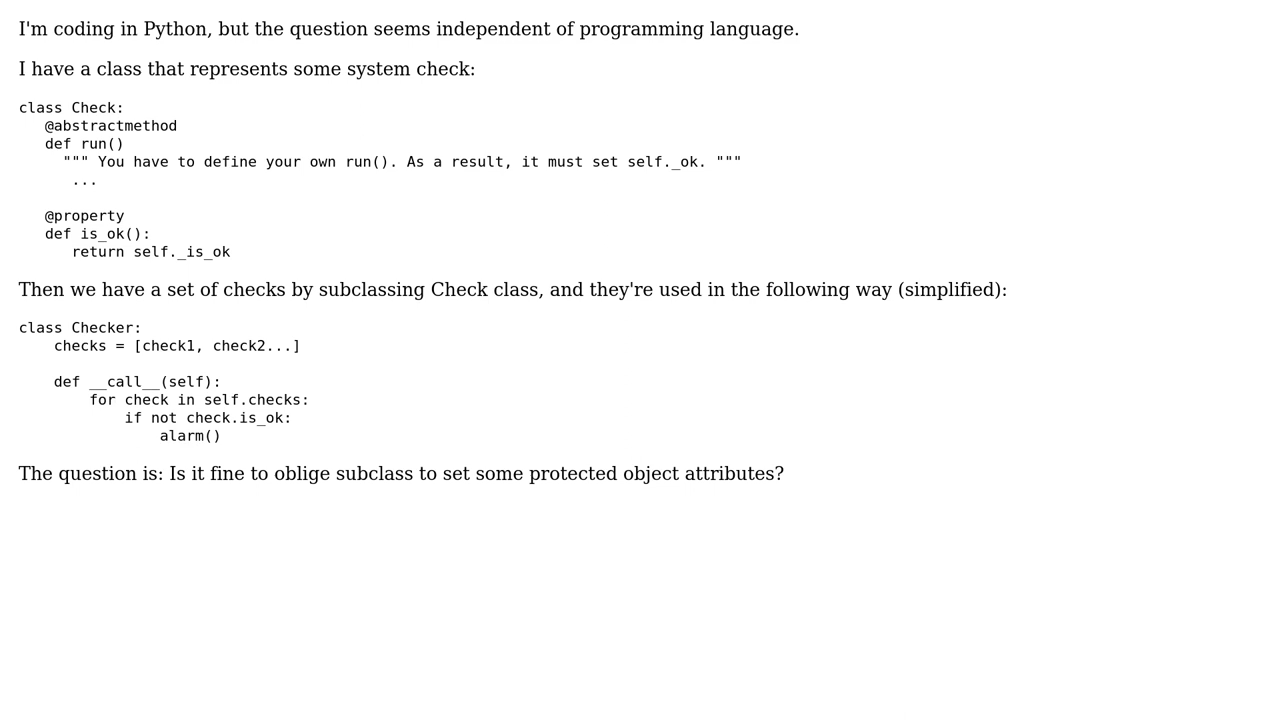 I'm coding in Python, but the question seems independent of programming language.
I have a class that represents some system check:
class Check:
   @abstractmethod
   def run()
     """ You have to define your own run(). As a result, it must set self._ok. """
      ...
   @property
   def is_ok():
      return self._is_ok
Then we have a set of checks by subclassing Check class, and they're used in the following way (simplified):
class Checker:
    checks = [check1, check2...]
    def __call__(self):
        for check in self.checks:
            if not check.is_ok:
                alarm()
The question is: Is it fine to oblige subclass to set some protected object attributes?